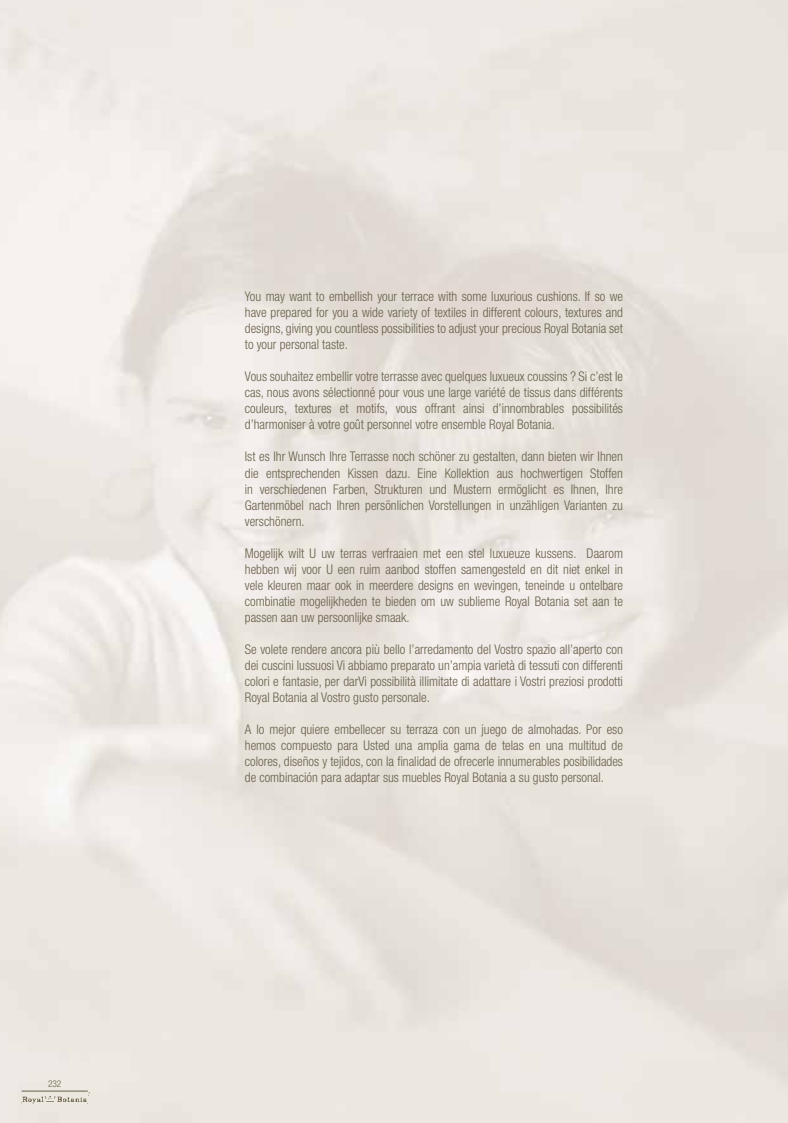 You may want to embellish your terrace with some luxurious cushions. If so we
have prepared for you a wide variety of textiles in different colours, textures and
designs, giving you countless possibilities to adjust your precious Royal Botania set
to your personal taste.
Vous souhaitez embellir votre terrasse avec quelques luxueux coussins ? Si c’est le
cas, nous avons sélectionné pour vous une large variété de tissus dans différents
couleurs, textures et motifs, vous offrant ainsi d’innombrables possibilités
d’harmoniser à votre goût personnel votre ensemble Royal Botania.
Ist es Ihr Wunsch Ihre Terrasse noch schöner zu gestalten, dann bieten wir Ihnen
die entsprechenden Kissen dazu. Eine Kollektion aus hochwertigen Stoffen
in verschiedenen Farben, Strukturen und Mustern ermöglicht es Ihnen, Ihre
Gartenmöbel nach Ihren persönlichen Vorstellungen in unzähligen Varianten zu
verschönern.
Mogelijk wilt U uw terras verfraaien met een stel luxueuze kussens. Daarom
hebben wij voor U een ruim aanbod stoffen samengesteld en dit niet enkel in
vele kleuren maar ook in meerdere designs en wevingen, teneinde u ontelbare
combinatie mogelijkheden te bieden om uw sublieme Royal Botania set aan te
passen aan uw persoonlijke smaak.
Se volete rendere ancora più bello l’arredamento del Vostro spazio all’aperto con
dei cuscini lussuosi Vi abbiamo preparato un’ampia varietà di tessuti con differenti
colori e fantasie, per darVi possibilità illimitate di adattare i Vostri preziosi prodotti
Royal Botania al Vostro gusto personale.
A lo mejor quiere embellecer su terraza con un juego de almohadas. Por eso
hemos compuesto para Usted una amplia gama de telas en una multitud de
colores, diseños y tejidos, con la finalidad de ofrecerle innumerables posibilidades
de combinación para adaptar sus muebles Royal Botania a su gusto personal.
232
Royal Botania